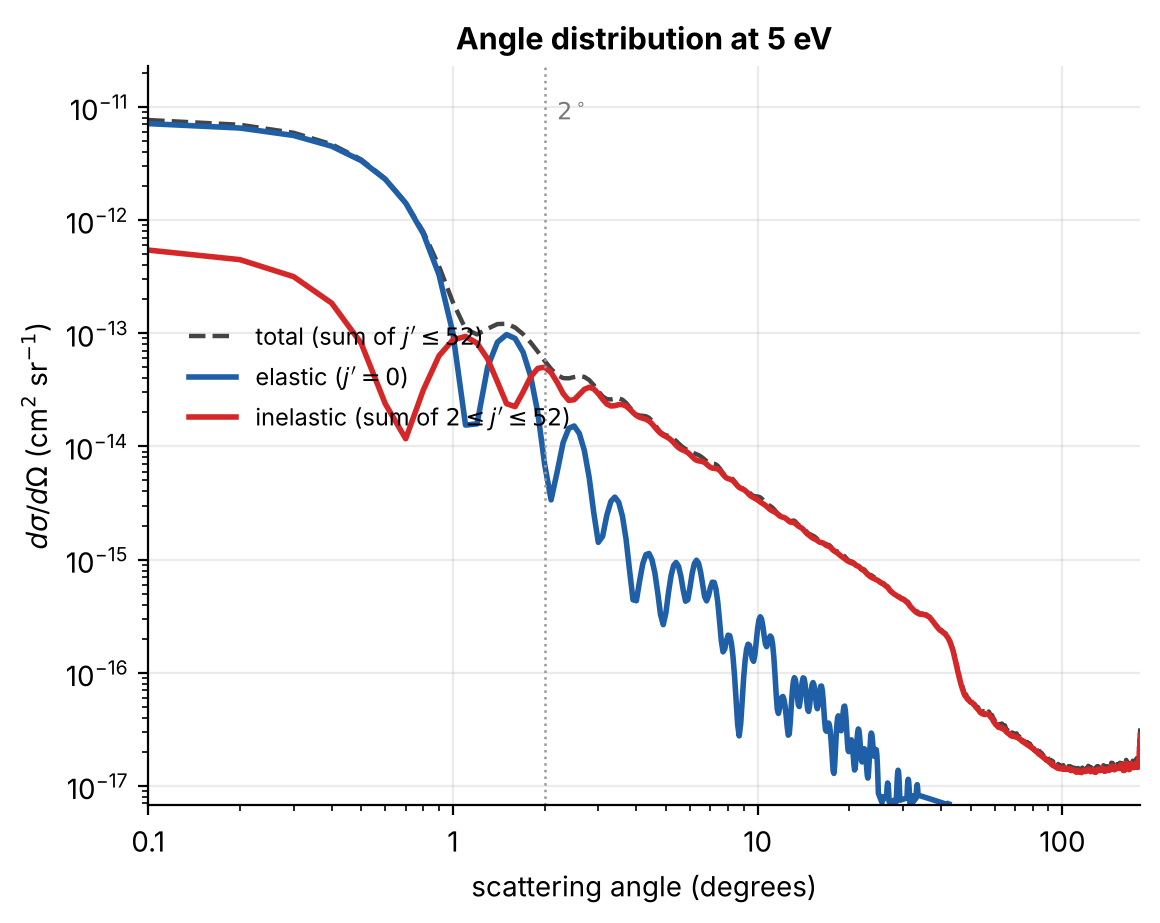 Angle distribution at 5 eV
10⁻¹¹
10⁻¹²
10⁻¹³
10⁻¹⁴
10⁻¹⁵
10⁻¹⁶
10⁻¹⁷
dσ/dΩ (cm² sr⁻¹)
2°
total (sum of j′ ≤ 52)
elastic (j′ = 0)
inelastic (sum of 2 ≤ j′ ≤ 52)
0.1 1 10 100
scattering angle (degrees)